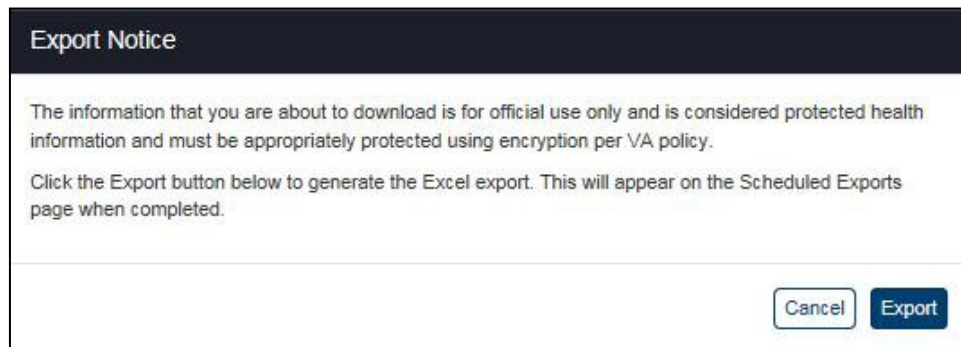 Export Notice
The information that you are about to download is for official use only and is considered protected health
information and must be appropriately protected using encryption per VA policy.
Click the Export button below to generate the Excel export. This will appear on the Scheduled Exports
page when completed.
Cancel Export